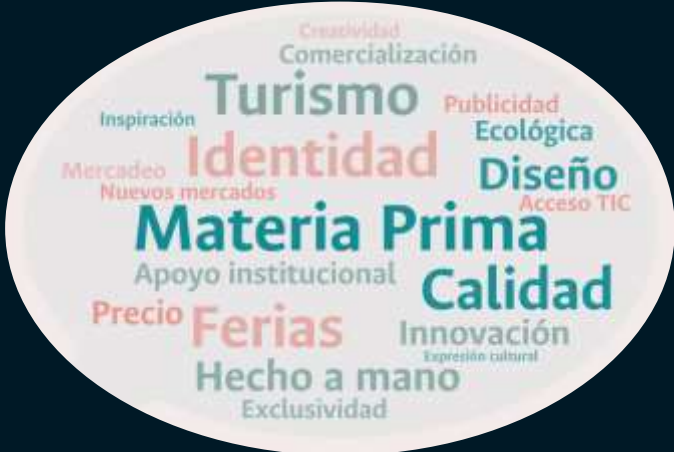 Creatividad
Comercialización
Turismo
Publicidad
Inspiración
Ecológica
Identidad
Mercadeo
Diseño
Nuevos mercados
Acceso TIC
Materia Prima
Apoyo institucional
Calidad
Precio
Ferias
Innovación
Expresión cultural
Hecho a mano
Exclusividad